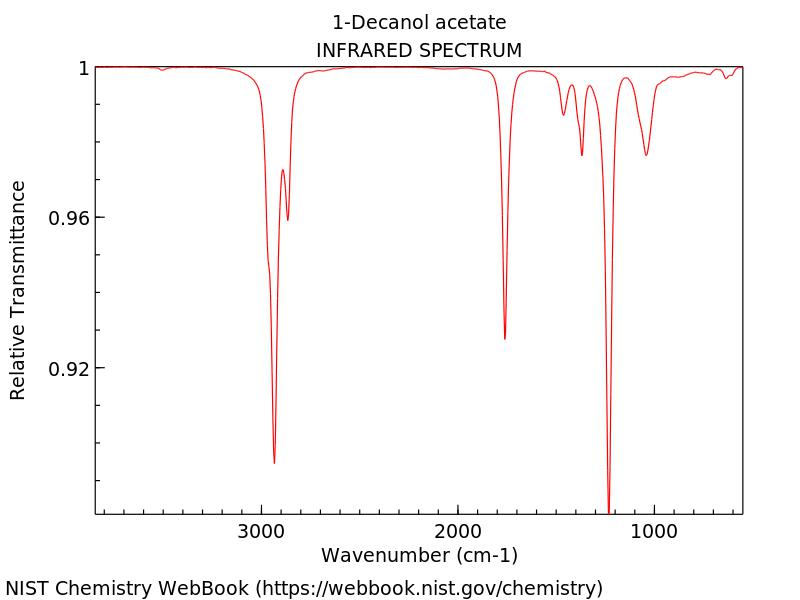 1-Decanol acetate
INFRARED SPECTRUM
1
0.96
0.92
Relative Transmittance
3000 2000 1000
Wavenumber (cm-1)
NIST Chemistry WebBook (https://webbook.nist.gov/chemistry)